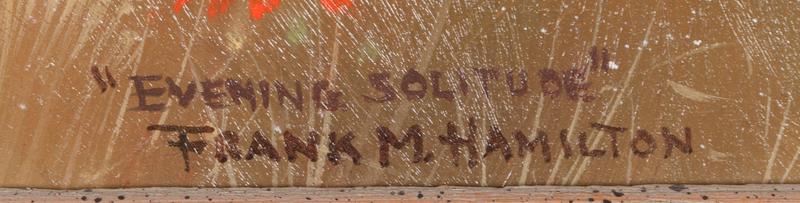 "EVENING SOLITUDE"
FRANK M. HAMILTON